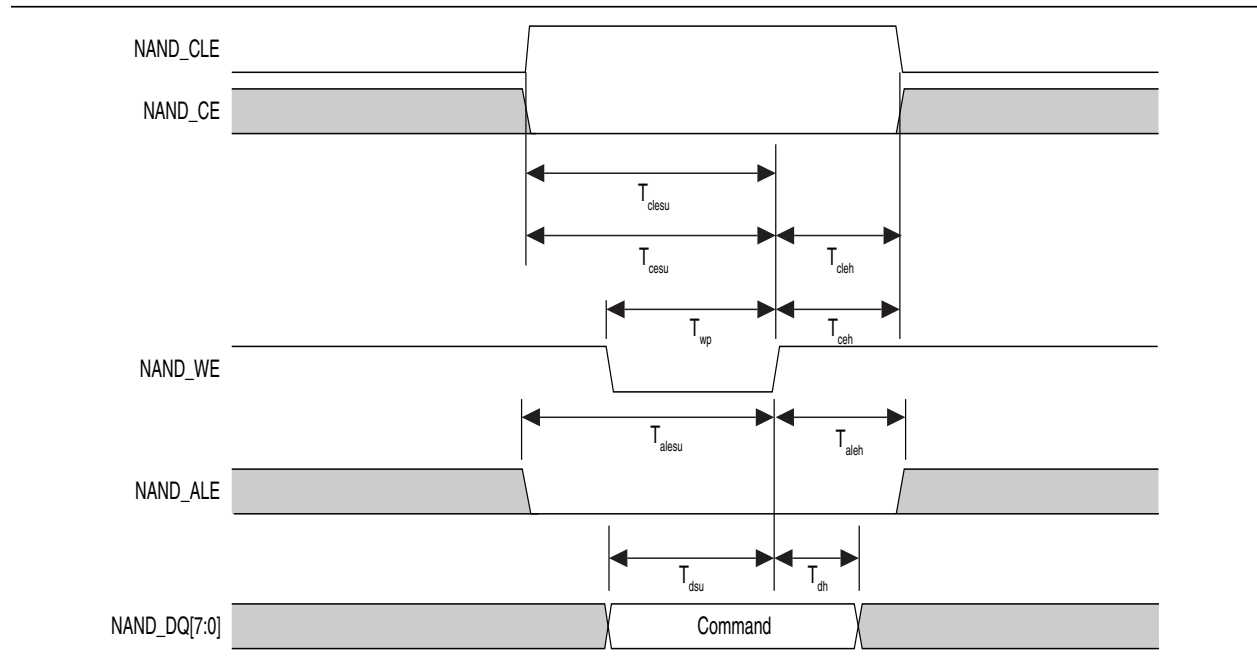 NAND_CLE
NAND_CE
Tclesu
Tcesu
Tcleh
Twp
Tceh
NAND_WE
Talesu
Taleh
NAND_ALE
Tdsu
Tdh
NAND_DQ[7:0]
Command